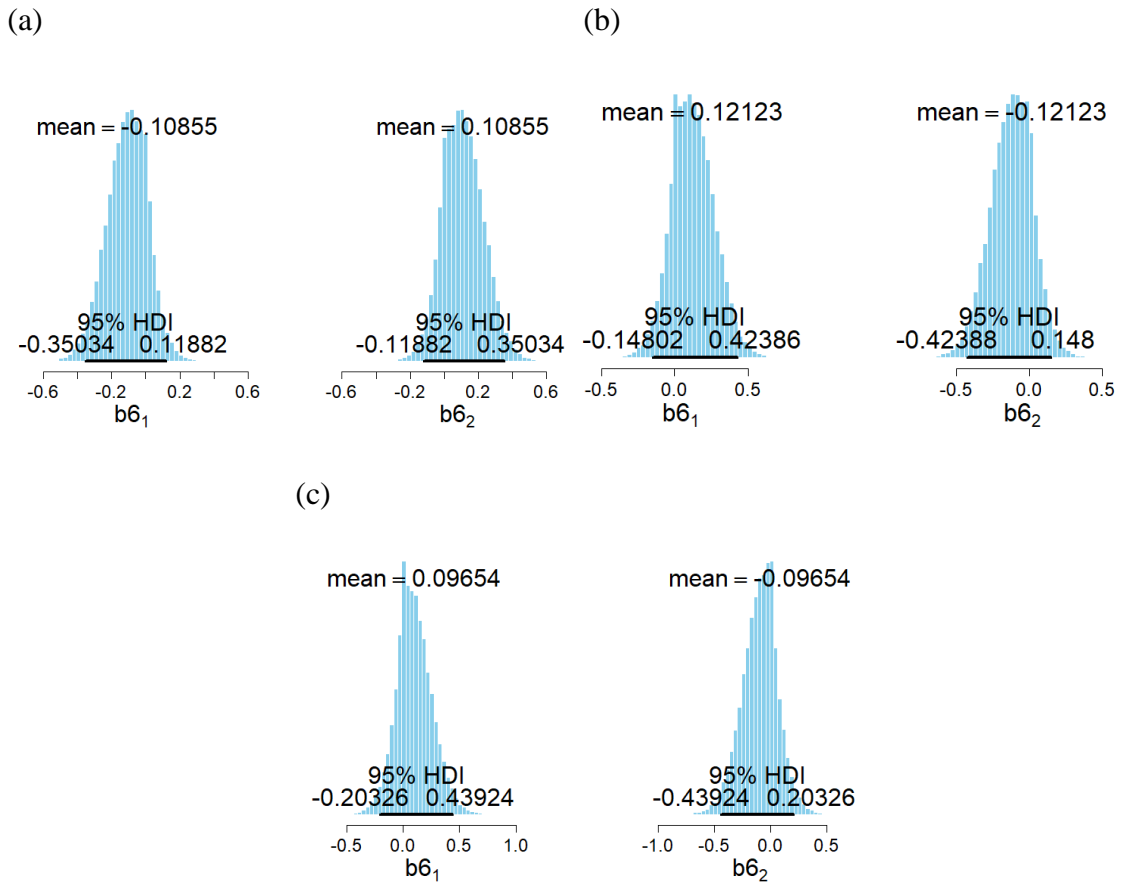 (a)
(b)
mean = -0.10855
mean = 0.10855
mean = 0.12123
mean = -0.12123
95% HDI
-0.35034 0.11882
95% HDI
-0.11882 0.35034
95% HDI
-0.14802 0.42386
95% HDI
-0.42388 0.148
-0.6 -0.2 0.2 0.6
-0.6 -0.2 0.2 0.6
-0.5 0.0 0.5
-0.5 0.0 0.5
b6₁
b6₂
b6₁
b6₂
(c)
mean = 0.09654
mean = -0.09654
95% HDI
-0.20326 0.43924
95% HDI
-0.43924 0.20326
-0.5 0.0 0.5 1.0
-1.0 -0.5 0.0 0.5
b6₁
b6₂